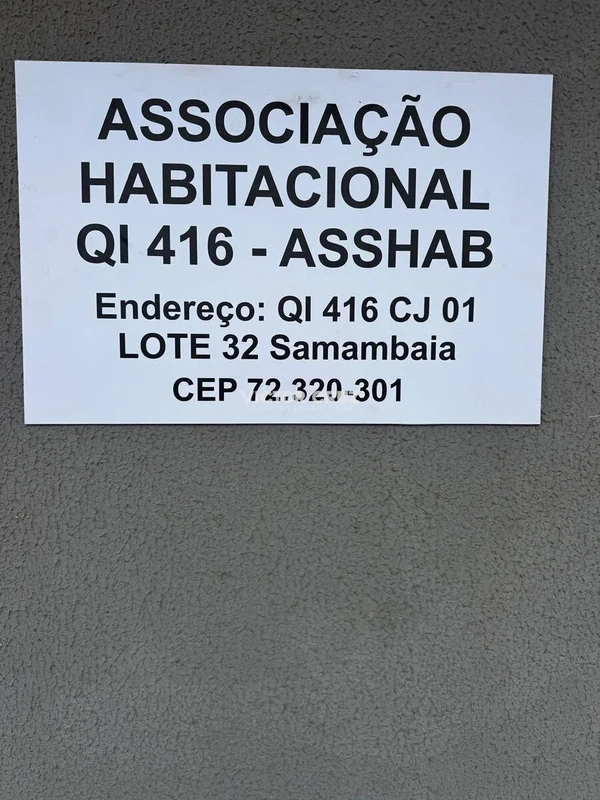 ASSOCIAÇÃO
HABITACIONAL
QI 416 - ASSHAB
Endereço: QI 416 CJ 01
LOTE 32 Samambaia
CEP 72.320-301